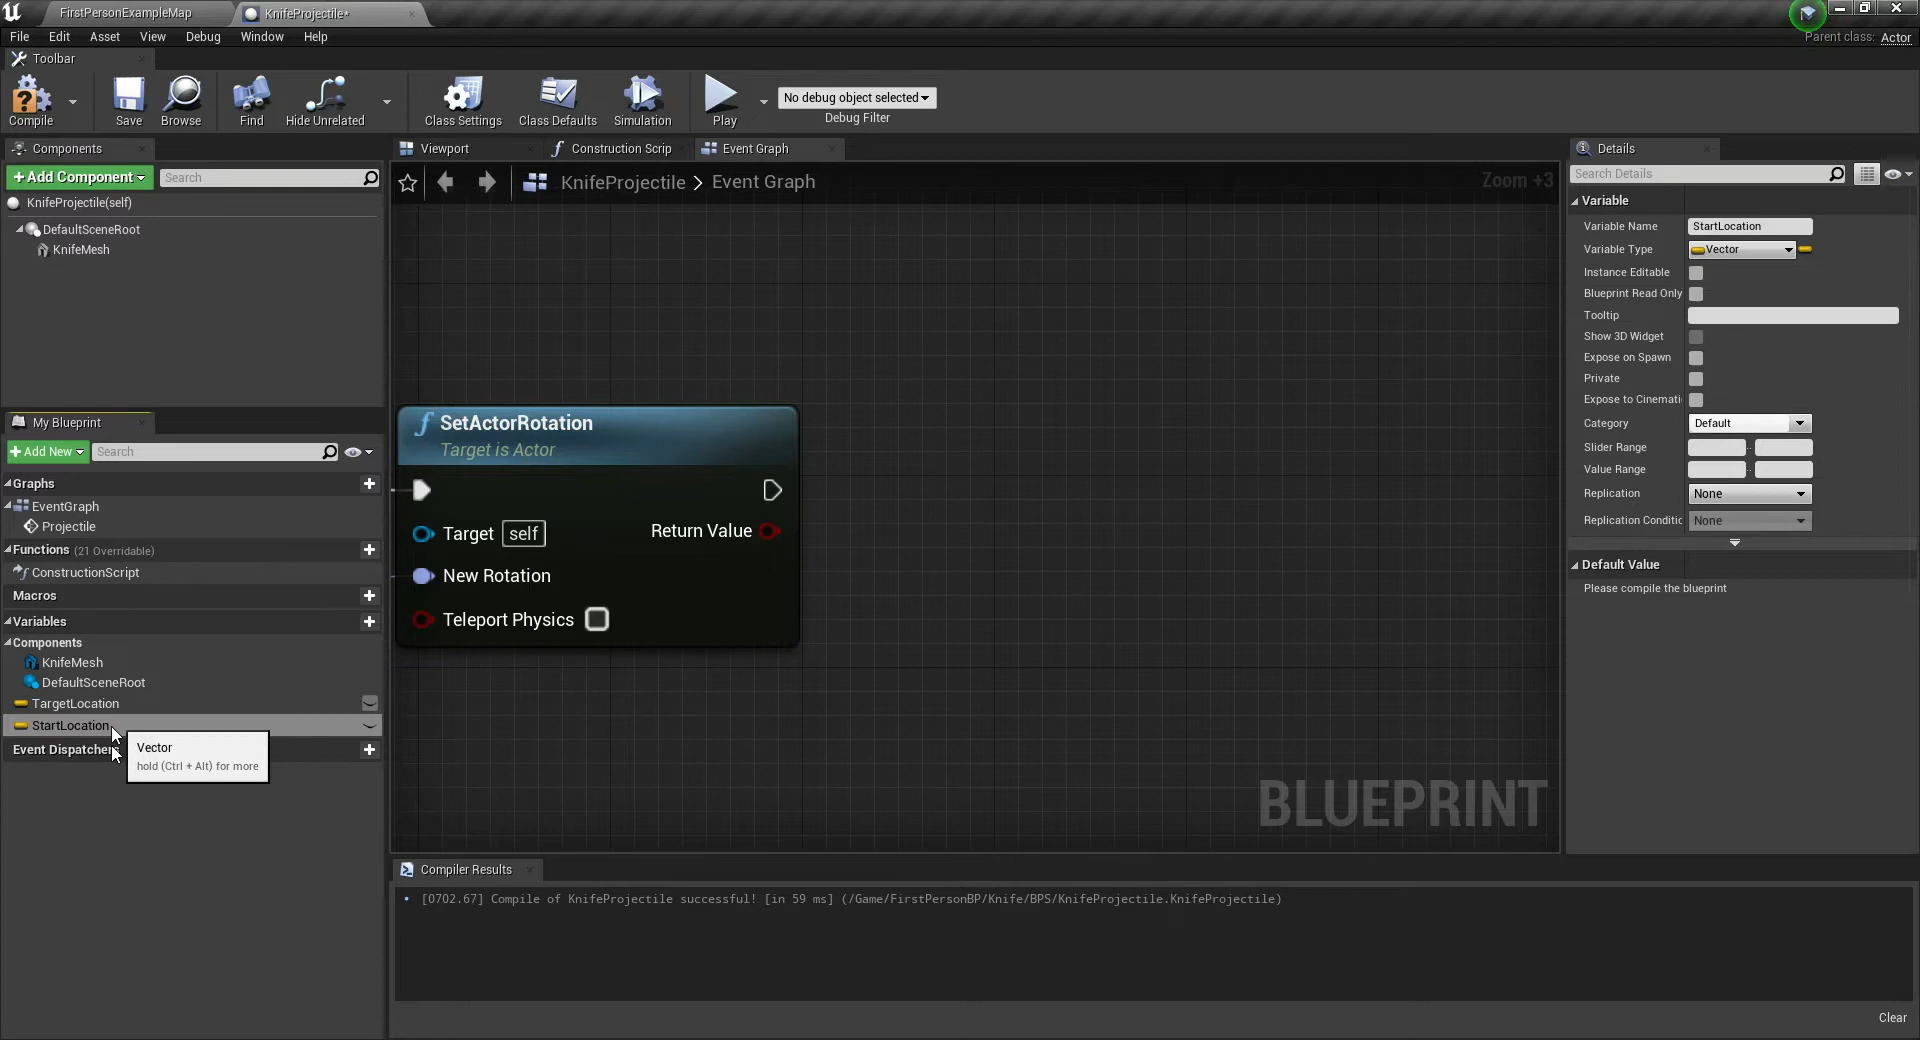 FirstPersonExampleMap
KnifeProjectile*
File Edit Asset View Debug Window Help
Parent class: Actor
Toolbar
Compile Save Browse Find Hide Unrelated Class Settings Class Defaults Simulation Play
No debug object selected
Debug Filter
Components
+ Add Component Search
KnifeProjectile(self)
DefaultSceneRoot
KnifeMesh
My Blueprint
+ Add New Search
Graphs
EventGraph
Projectile
Functions (21 Overridable)
ConstructionScript
Macros
Variables
Components
KnifeMesh
DefaultSceneRoot
TargetLocation
StartLocation
Event Dispatchers
Vector
hold (Ctrl + Alt) for more
Viewport
Construction Scrip
Event Graph
KnifeProjectile > Event Graph
Zoom +3
SetActorRotation
Target is Actor
Target self
Return Value
New Rotation
Teleport Physics
BLUEPRINT
Compiler Results
[0702.67] Compile of KnifeProjectile successful! [in 59 ms] (/Game/FirstPersonBP/Knife/BPS/KnifeProjectile.KnifeProjectile)
Clear
Details
Search Details
Variable
Variable Name StartLocation
Variable Type Vector
Instance Editable
Blueprint Read Only
Tooltip
Show 3D Widget
Expose on Spawn
Private
Expose to Cinemati
Category Default
Slider Range
Value Range
Replication None
Replication Conditic None
Default Value
Please compile the blueprint